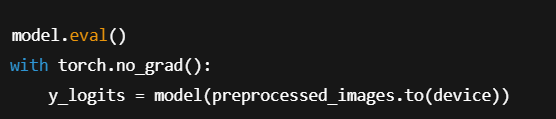 model.eval()
with torch.no_grad():
    y_logits = model(preprocessed_images.to(device))